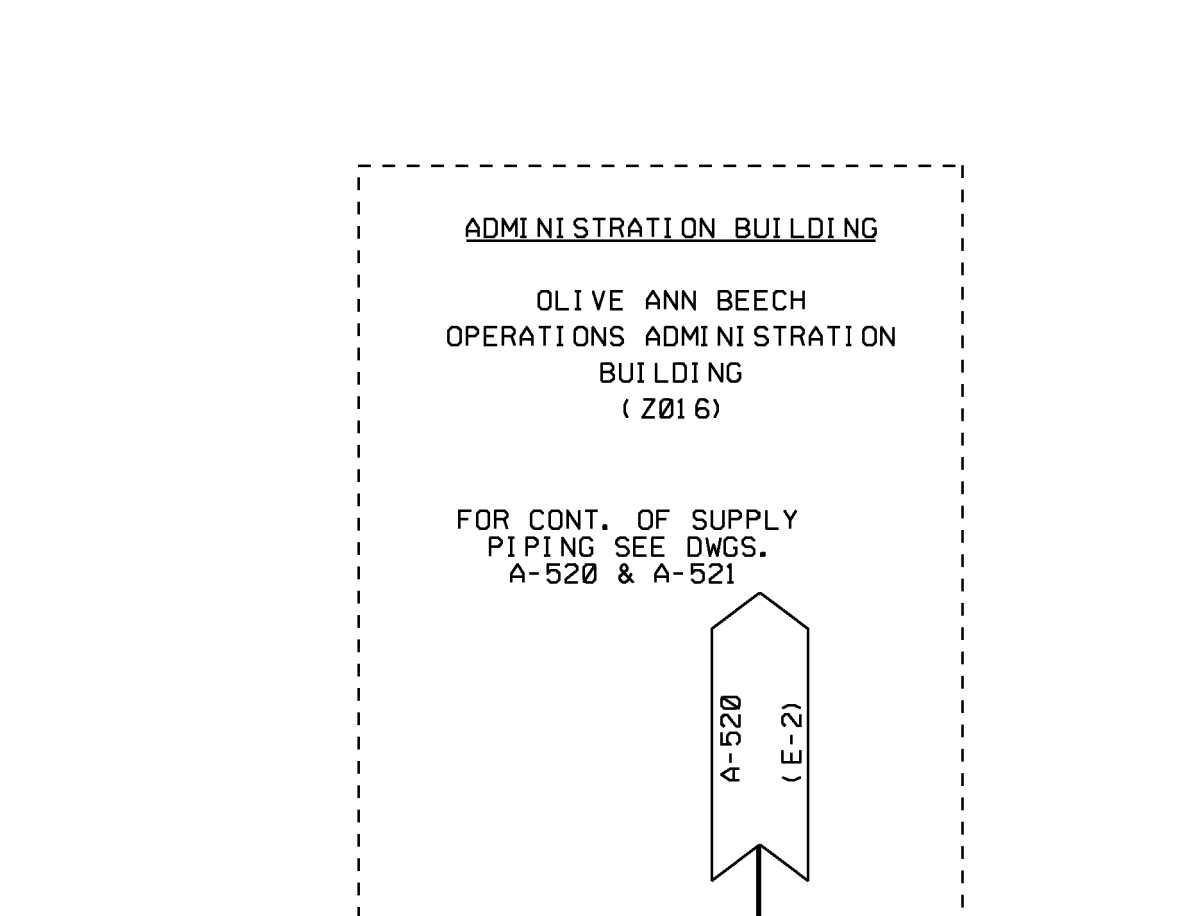 ADMINISTRATION BUILDING
OLIVE ANN BEECH
OPERATIONS ADMINISTRATION
BUILDING
(Z016)
FOR CONT. OF SUPPLY
PIPING SEE DWGS.
A-520 & A-521
A-520
(E-2)